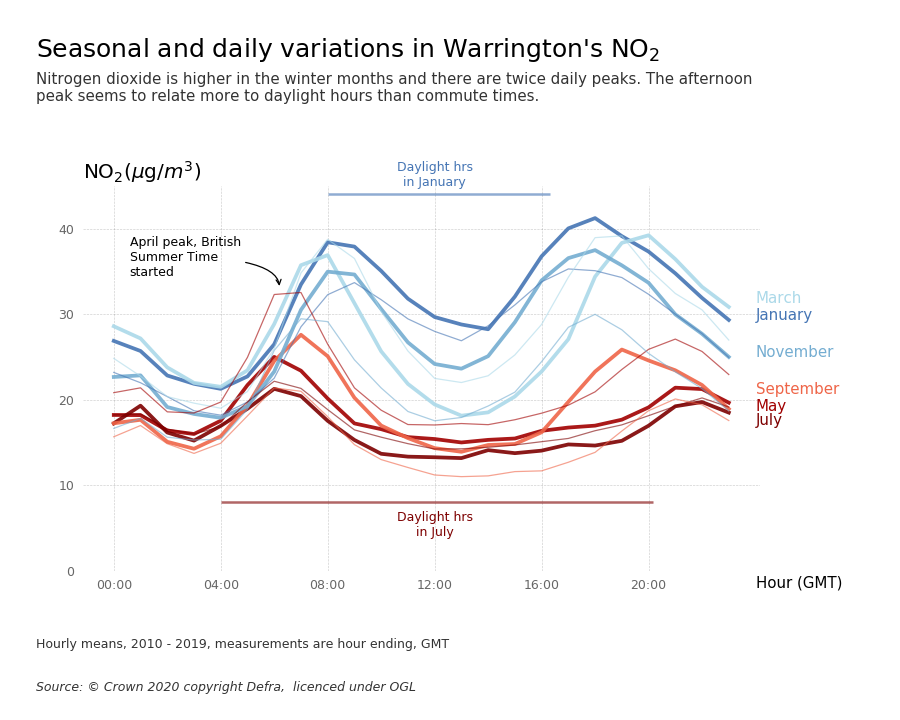 Seasonal and daily variations in Warrington's NO₂
Nitrogen dioxide is higher in the winter months and there are twice daily peaks. The afternoon
peak seems to relate more to daylight hours than commute times.
NO₂(μg/m³)
Daylight hrs
in January
April peak, British
Summer Time
started
40
30
20
10
0
March
January
November
September
May
July
Daylight hrs
in July
00:00
04:00
08:00
12:00
16:00
20:00
Hour (GMT)
Hourly means, 2010 - 2019, measurements are hour ending, GMT
Source: © Crown 2020 copyright Defra,  licenced under OGL